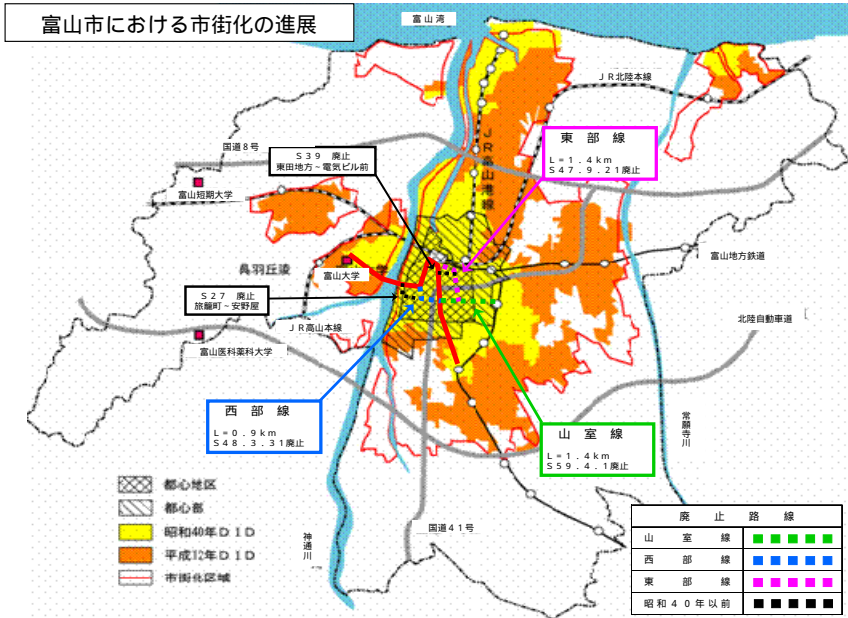 富山市における市街化の進展
富山湾
JR北陸本線
国道8号
S39 廃止
東田地方~電気ビル前
東部線
L=1.4km
S47.9.21廃止
JR富山港線
富山短期大学
呉羽丘陵
富山大学
富山地方鉄道
S27 廃止
旅籠町~安野屋
JR高山本線
富山医科薬科大学
北陸自動車道
西部線
L=0.9km
S48.3.31廃止
山室線
L=1.4km
S59.4.1廃止
常願寺川
都心地区
都心部
昭和40年DID
平成12年DID
市街化区域
神通川
国道41号
廃止路線
山室線
西部線
東部線
昭和40年以前